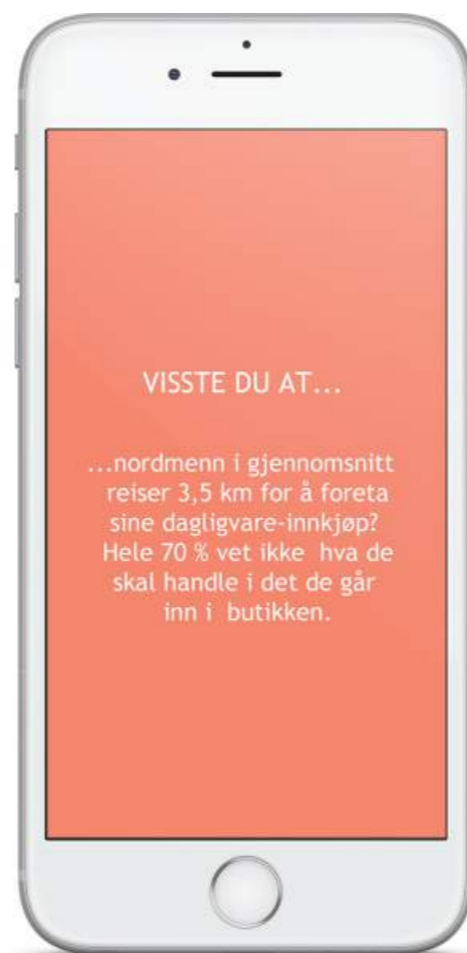 VISSTE DU AT...
...nordmenn i gjennomsnitt
reiser 3,5 km for å foreta
sine dagligvare-innkjøp?
Hele 70 % vet ikke hva de
skal handle i det de går
inn i butikken.